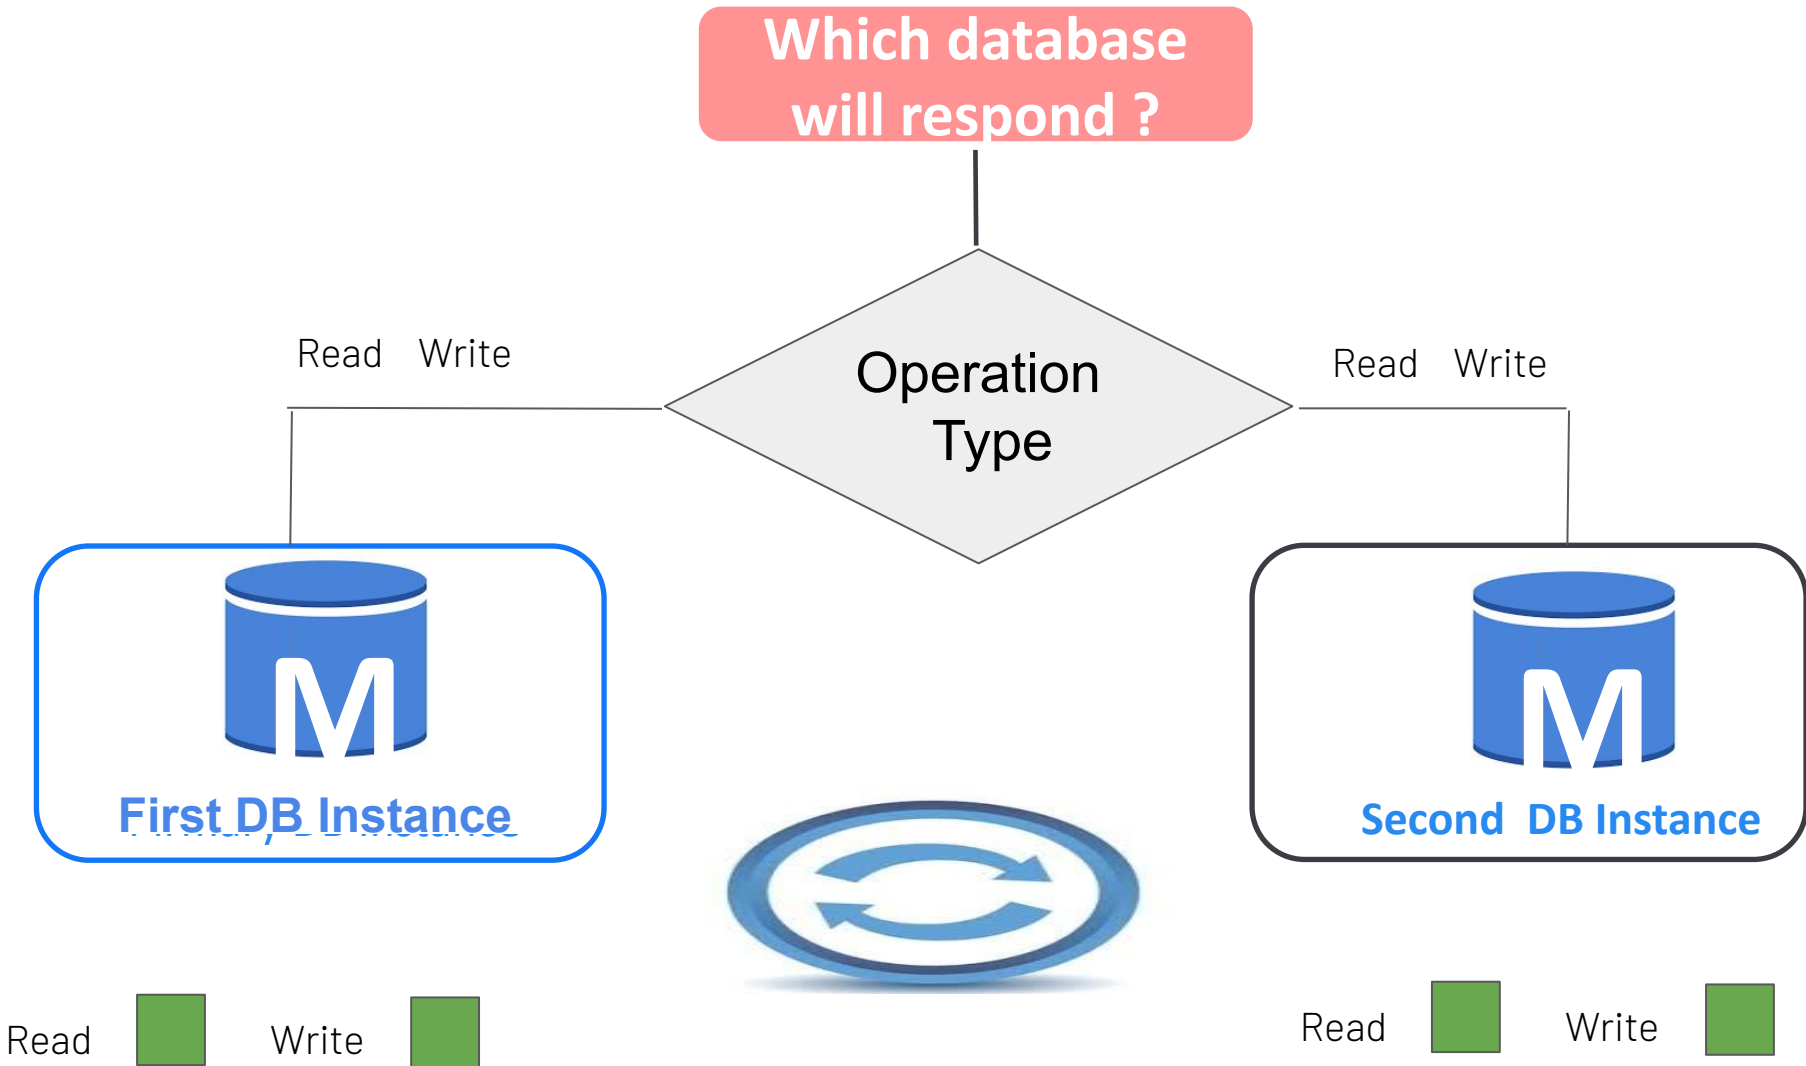 Which database
will respond ?
Read Write
Operation
Type
Read Write
M
First DB Instance
M
Second DB Instance
Read
Write
Read
Write